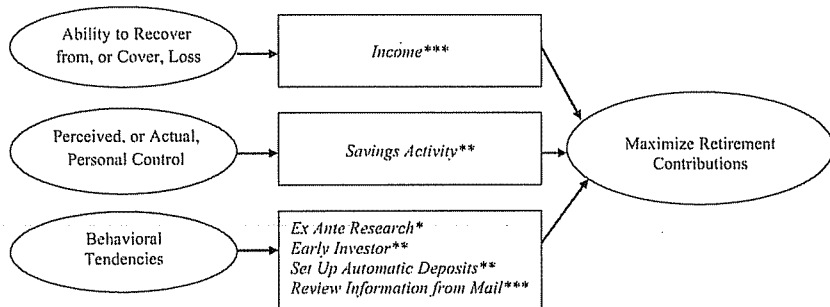 Ability to Recover
from, or Cover, Loss
Income***
Perceived, or Actual,
Personal Control
Savings Activity**
Maximize Retirement
Contributions
Behavioral
Tendencies
Ex Ante Research*
Early Investor**
Set Up Automatic Deposits**
Review Information from Mail***